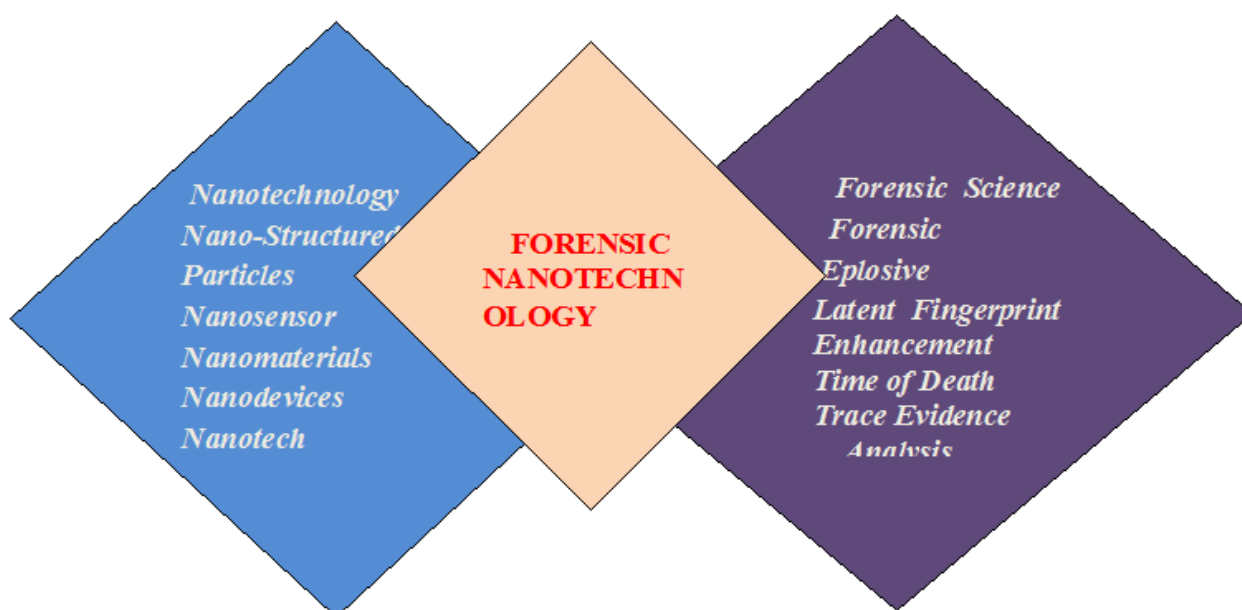 Nanotechnology
Nano-Structured
Particles
Nanosensor
Nanomaterials
Nanodevices
Nanotech
FORENSIC
NANOTECHN
OLOGY
Forensic Science
Forensic
Eplosive
Latent Fingerprint
Enhancement
Time of Death
Trace Evidence
Analysis